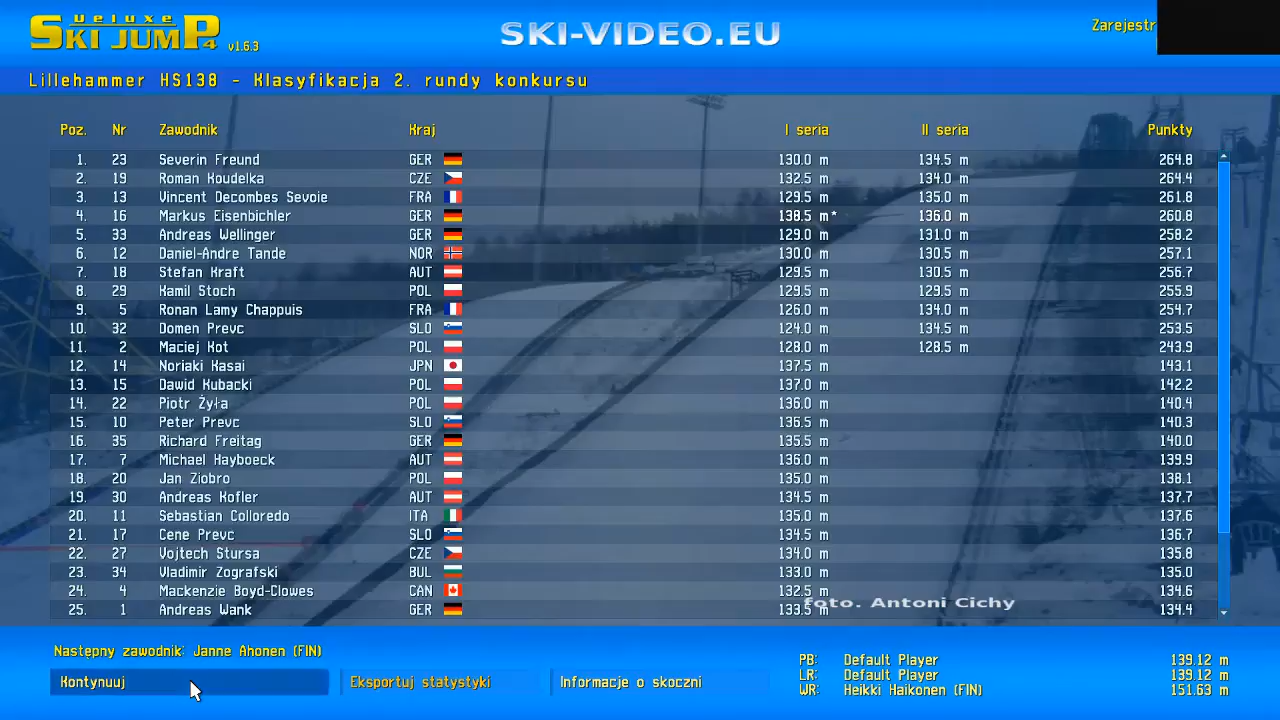 Deluxe
SKI JUMP 4 v1.6.3
SKI-VIDEO.EU
Zarejestr
Lillehammer HS138 - Klasyfikacja 2. rundy konkursu
Poz. Nr Zawodnik Kraj I seria II seria Punkty
1. 23 Severin Freund GER 130.0 m 134.5 m 264.8
2. 19 Roman Koudelka CZE 132.5 m 134.0 m 264.4
3. 13 Vincent Decombes Sevoie FRA 129.5 m 135.0 m 261.8
4. 16 Markus Eisenbichler GER 138.5 m* 136.0 m 260.8
5. 33 Andreas Wellinger GER 129.0 m 131.0 m 258.2
6. 12 Daniel-Andre Tande NOR 130.0 m 130.5 m 257.1
7. 18 Stefan Kraft AUT 129.5 m 130.5 m 256.7
8. 29 Kamil Stoch POL 129.5 m 129.5 m 255.9
9. 5 Ronan Lamy Chappuis FRA 126.0 m 134.0 m 254.7
10. 32 Domen Prevc SLO 124.0 m 134.5 m 253.5
11. 2 Maciej Kot POL 128.0 m 128.5 m 243.9
12. 14 Noriaki Kasai JPN 137.5 m 143.1
13. 15 Dawid Kubacki POL 137.0 m 142.2
14. 22 Piotr Żyła POL 136.0 m 140.4
15. 10 Peter Prevc SLO 136.5 m 140.3
16. 35 Richard Freitag GER 135.5 m 140.0
17. 7 Michael Hayboeck AUT 136.0 m 139.9
18. 20 Jan Ziobro POL 135.0 m 138.1
19. 30 Andreas Kofler AUT 134.5 m 137.7
20. 11 Sebastian Colloredo ITA 135.0 m 137.6
21. 17 Cene Prevc SLO 134.5 m 136.7
22. 27 Vojtech Stursa CZE 134.0 m 135.8
23. 34 Vladimir Zografski BUL 133.0 m 135.0
24. 4 Mackenzie Boyd-Clowes CAN 132.5 m 134.6
25. 1 Andreas Wank GER 133.5 m 134.4
foto. Antoni Cichy
Następny zawodnik: Janne Ahonen (FIN)
Kontynuuj Eksportuj statystyki Informacje o skoczni
PB: Default Player 139.12 m
LR: Default Player 139.12 m
WR: Heikki Haikonen (FIN) 151.63 m